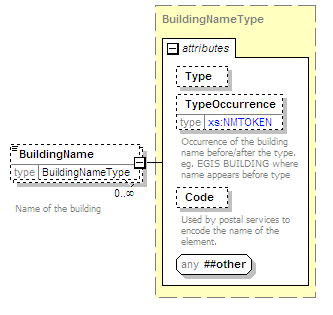 BuildingNameType
attributes
Type
TypeOccurrence
type xs:NMTOKEN
Occurrence of the building
name before/after the type.
eg. EGIS BUILDING where
name appears before type
BuildingName
type BuildingNameType
0..∞
Name of the building
Code
Used by postal services to
encode the name of the
element.
any ##other